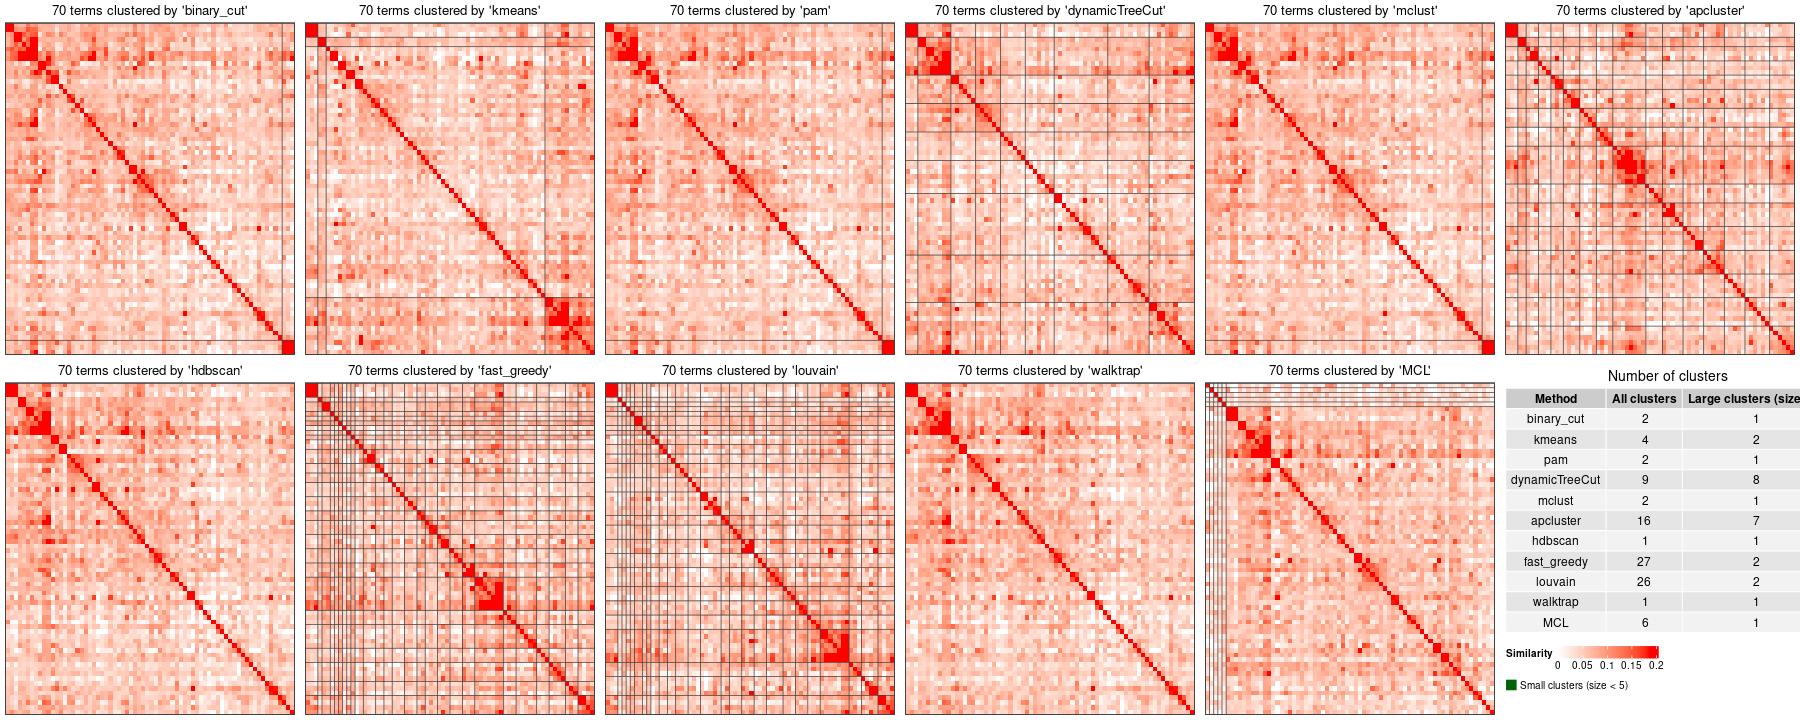 70 terms clustered by 'binary_cut'
70 terms clustered by 'kmeans'
70 terms clustered by 'pam'
70 terms clustered by 'dynamicTreeCut'
70 terms clustered by 'mclust'
70 terms clustered by 'apcluster'
70 terms clustered by 'hdbscan'
70 terms clustered by 'fast_greedy'
70 terms clustered by 'louvain'
70 terms clustered by 'walktrap'
70 terms clustered by 'MCL'
Number of clusters
Method All clusters Large clusters (size
binary_cut 2 1
kmeans 4 2
pam 2 1
dynamicTreeCut 9 8
mclust 2 1
apcluster 16 7
hdbscan 1 1
fast_greedy 27 2
louvain 26 2
walktrap 1 1
MCL 6 1
Similarity
0 0.05 0.1 0.15 0.2
Small clusters (size < 5)